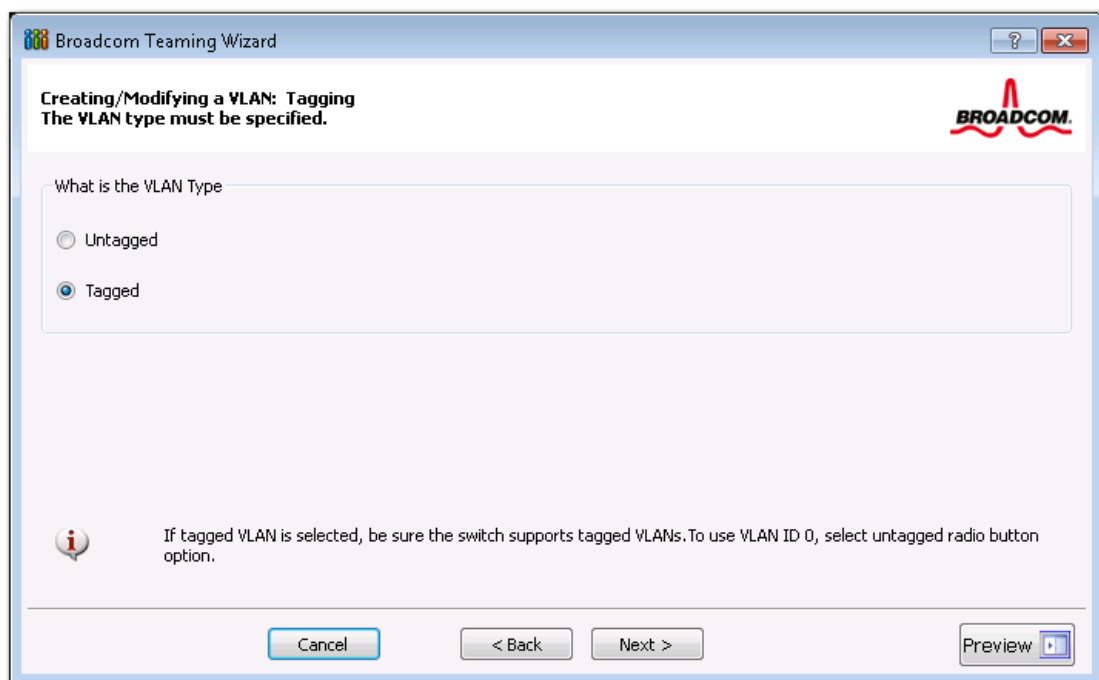 Broadcom Teaming Wizard
Creating/Modifying a VLAN: Tagging
The VLAN type must be specified.
BROADCOM.
What is the VLAN Type
Untagged
Tagged
If tagged VLAN is selected, be sure the switch supports tagged VLANs.To use VLAN ID 0, select untagged radio button
option.
Cancel
< Back
Next >
Preview